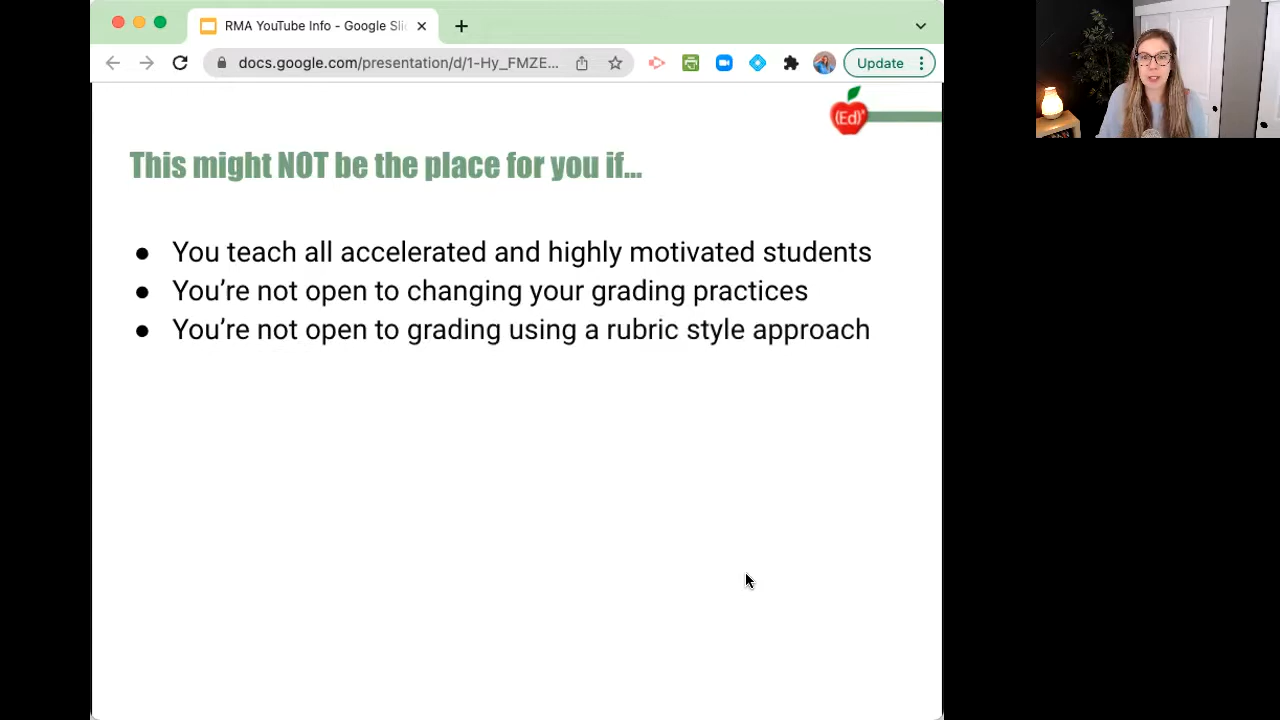 RMA YouTube Info - Google Sli
docs.google.com/presentation/d/1-Hy_FMZE...
Update
(Ed)
This might NOT be the place for you if...
● You teach all accelerated and highly motivated students
● You’re not open to changing your grading practices
● You’re not open to grading using a rubric style approach